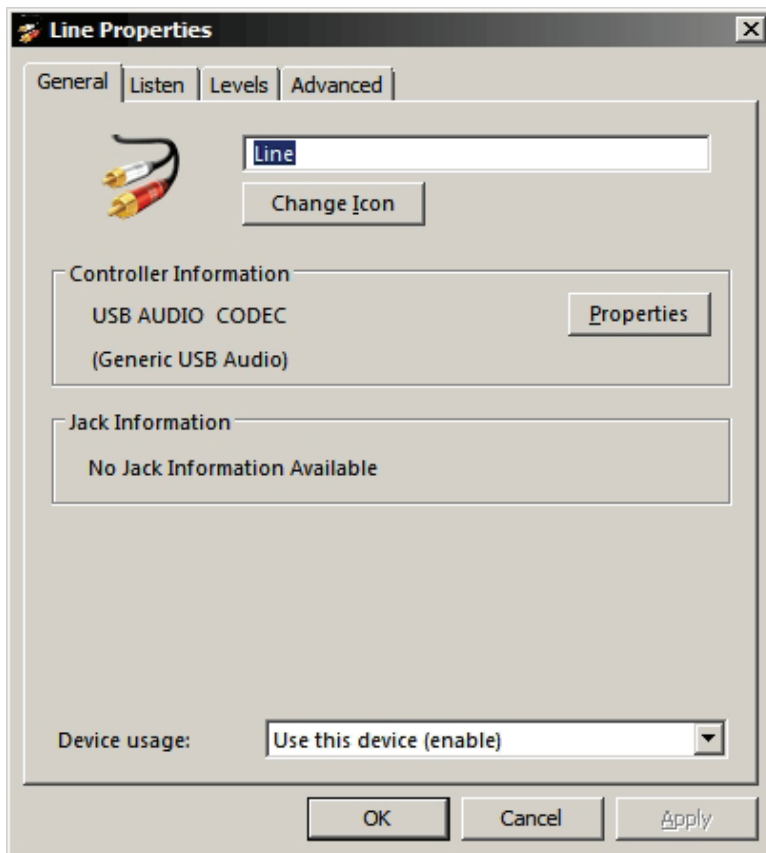 Line Properties
General Listen Levels Advanced
Line
Change Icon
Controller Information
USB AUDIO  CODEC
Properties
(Generic USB Audio)
Jack Information
No Jack Information Available
Device usage:
Use this device (enable)
OK Cancel Apply